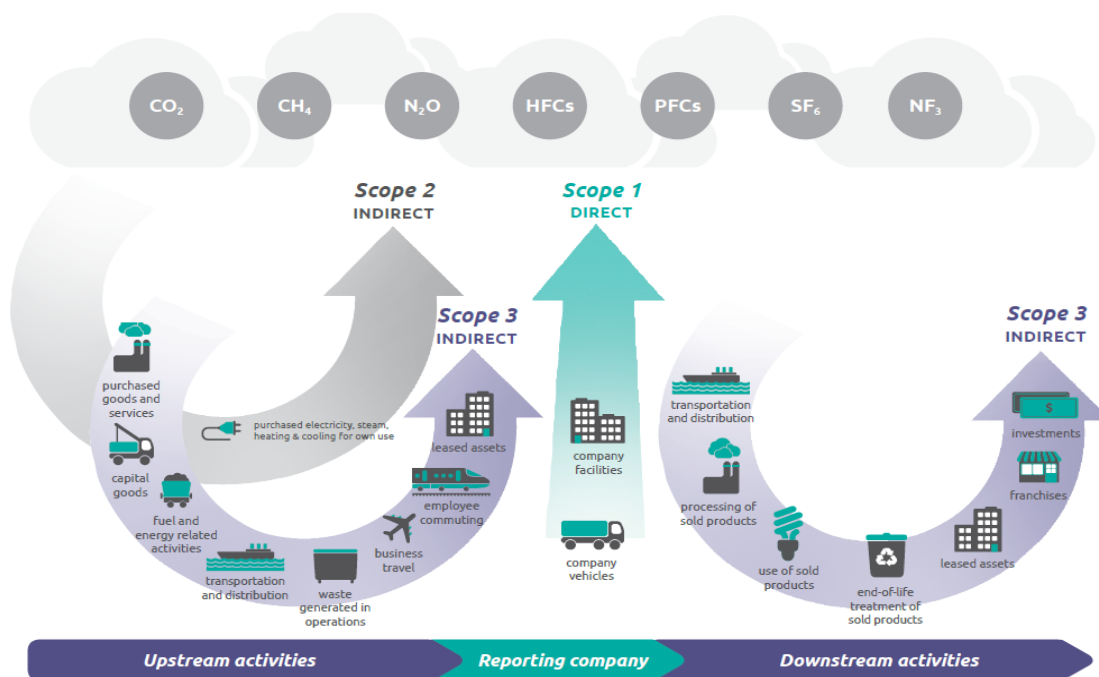 CO₂
CH₄
N₂O
HFCs
PFCs
SF₆
NF₃
Scope 2
INDIRECT
Scope 1
DIRECT
Scope 3
INDIRECT
Scope 3
INDIRECT
purchased
goods and
services
capital
goods
fuel and
energy related
activities
transportation
and distribution
waste
generated in
operations
business
travel
employee
commuting
leased assets
purchased electricity, steam,
heating & cooling for own use
company
facilities
company
vehicles
transportation
and distribution
processing of
sold products
use of sold
products
end-of-life
treatment of
sold products
leased assets
franchises
$
investments
Upstream activities
Reporting company
Downstream activities